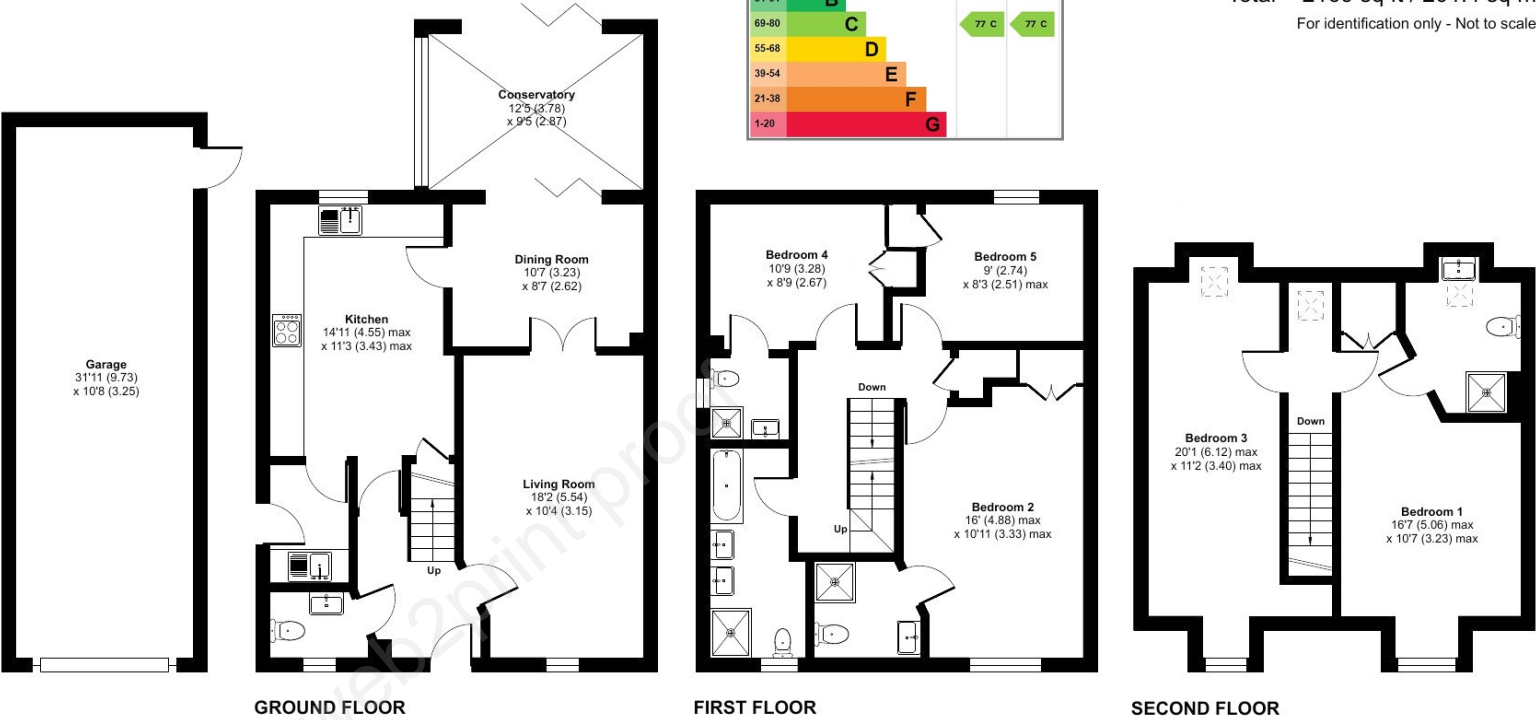 B
69-80 C 77 C 77 C
55-68 D
39-54 E
21-38 F
1-20 G
For identification only - Not to scale
Conservatory
12'5 (3.78)
x 9'5 (2.87)
Dining Room
10'7 (3.23)
x 8'7 (2.62)
Kitchen
14'11 (4.55) max
x 11'3 (3.43) max
Garage
31'11 (9.73)
x 10'8 (3.25)
Living Room
18'2 (5.54)
x 10'4 (3.15)
Up
GROUND FLOOR
Bedroom 4
10'9 (3.28)
x 8'9 (2.67)
Bedroom 5
9' (2.74)
x 8'3 (2.51) max
Down
Bedroom 2
16' (4.88) max
x 10'11 (3.33) max
Up
FIRST FLOOR
Down
Bedroom 3
20'1 (6.12) max
x 11'2 (3.40) max
Bedroom 1
16'7 (5.06) max
x 10'7 (3.23) max
SECOND FLOOR
web2print proof